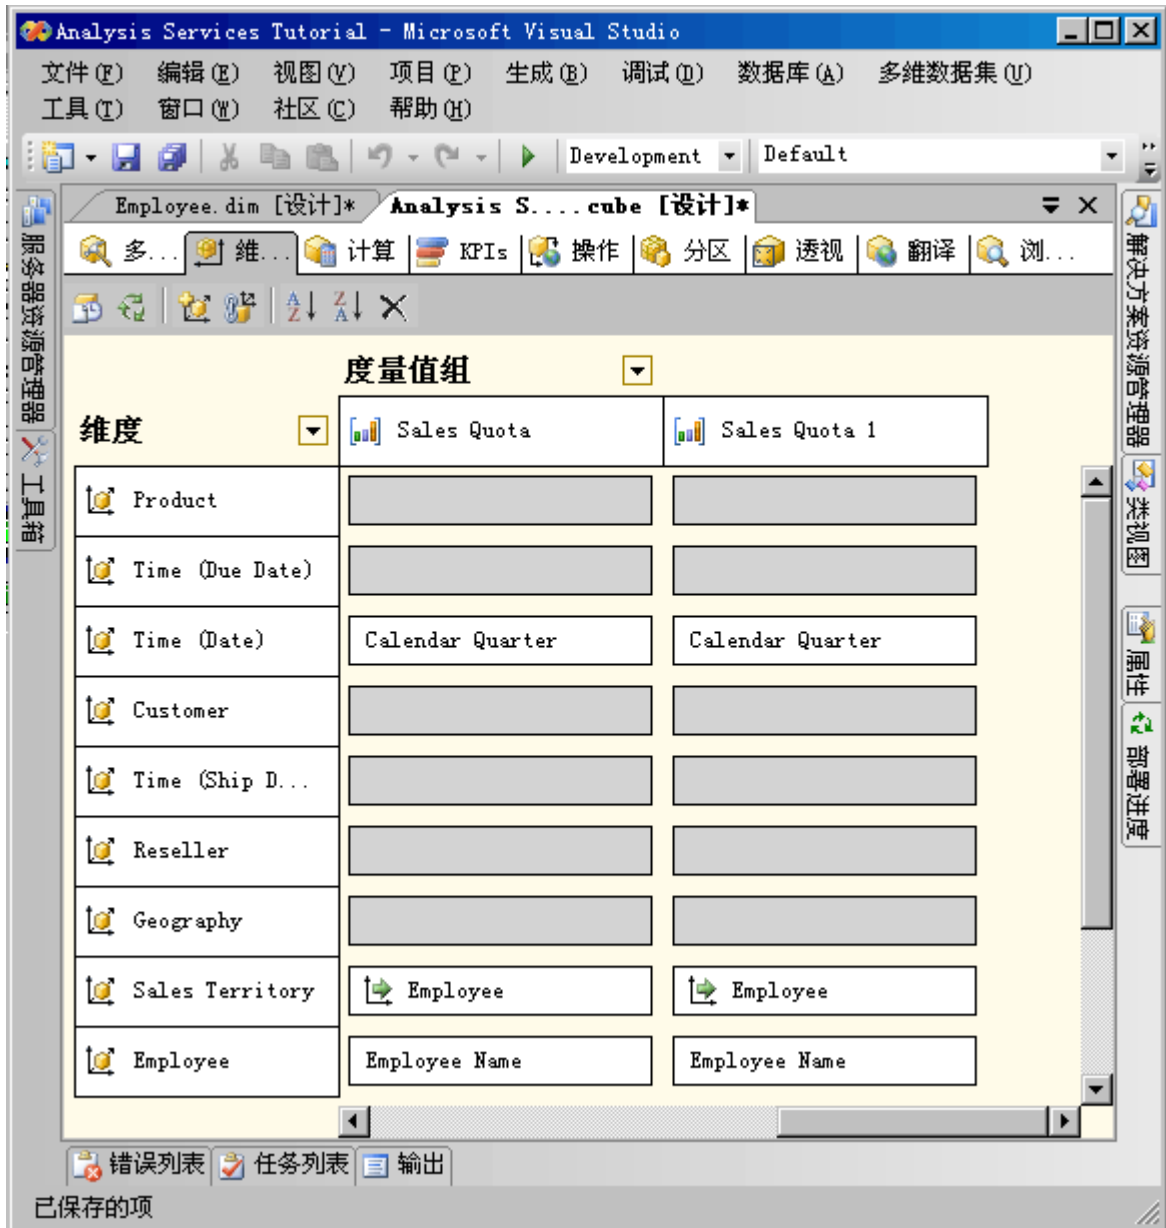 Analysis Services Tutorial - Microsoft Visual Studio
文件(F) 编辑(E) 视图(V) 项目(P) 生成(B) 调试(D) 数据库(A) 多维数据集(U)
工具(T) 窗口(W) 社区(C) 帮助(H)
Development Default
Employee.dim [设计]* Analysis S....cube [设计]*
多... 维... 计算 KPIs 操作 分区 透视 翻译 浏...
服务器资源管理器
工具箱
度量值组
维度 Sales Quota Sales Quota 1
Product
Time (Due Date)
Time (Date) Calendar Quarter Calendar Quarter
Customer
Time (Ship D...
Reseller
Geography
Sales Territory Employee Employee
Employee Employee Name Employee Name
解决方案资源管理器
类视图
属性
部署进度
错误列表 任务列表 输出
已保存的项